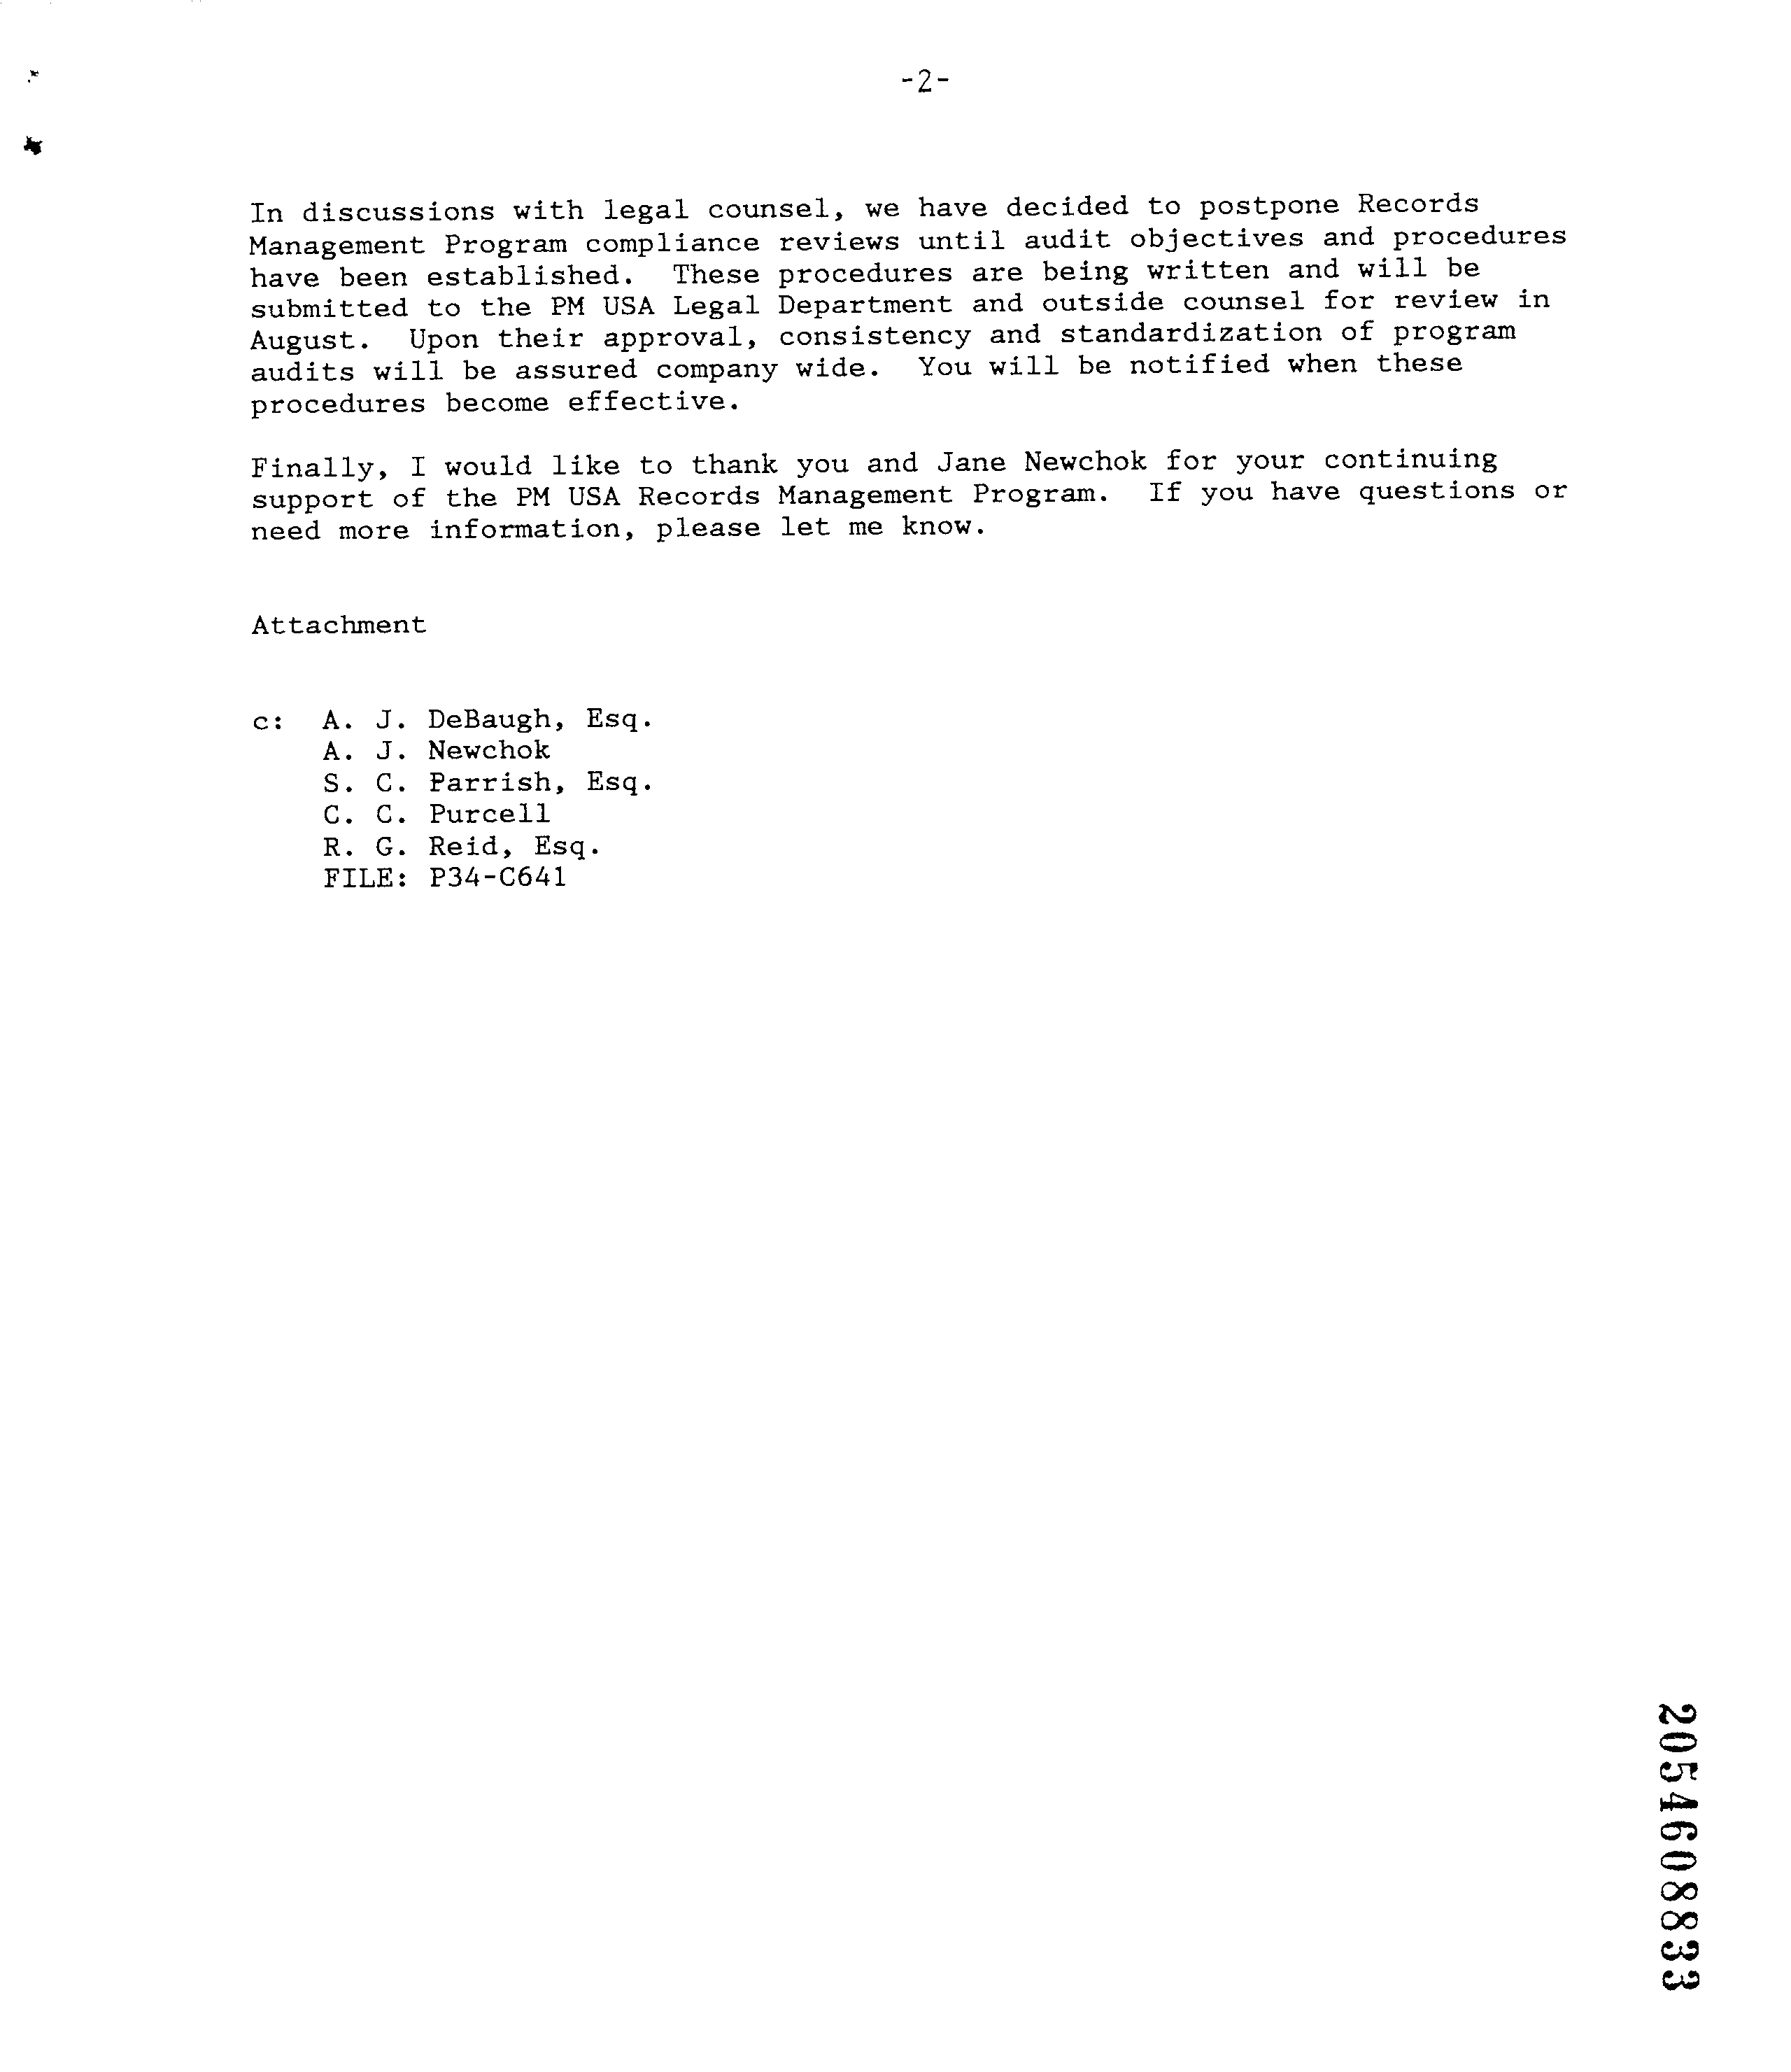 -2-
In discussions with legal counsel, we have decided to postpone Records
Management Program compliance reviews until audit objectives and procedures
have been established. These procedures are being written and will be
submitted to the PM USA Legal Department and outside counsel for review in
August. Upon their approval, consistency and standardization of program
audits will be assured company wide. You will be notified when these
procedures become effective.
Finally, I would like to thank you and Jane Newchok for your continuing
support of the PM USA Records Management Program. If you have questions or
need more information, please let me know.
Attachment
c: A. J. DeBaugh, Esq.
A. J. Newchok
S. C. Parrish, Esq.
C. C. Purcell
R. G. Reid, Esq.
FILE: P34-C641
2054608833